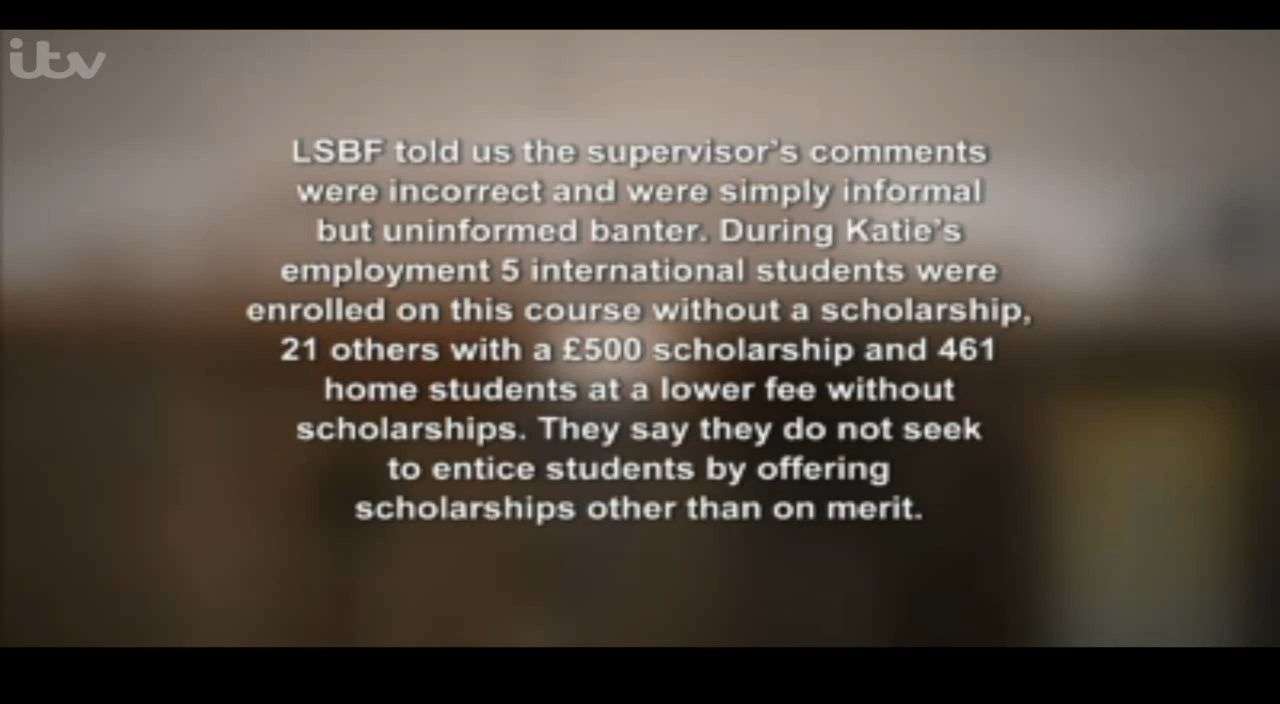 itv
LSBF told us the supervisor's comments
were incorrect and were simply informal
but uninformed banter. During Katie's
employment 5 international students were
enrolled on this course without a scholarship,
21 others with a £500 scholarship and 461
home students at a lower fee without
scholarships. They say they do not seek
to entice students by offering
scholarships other than on merit.